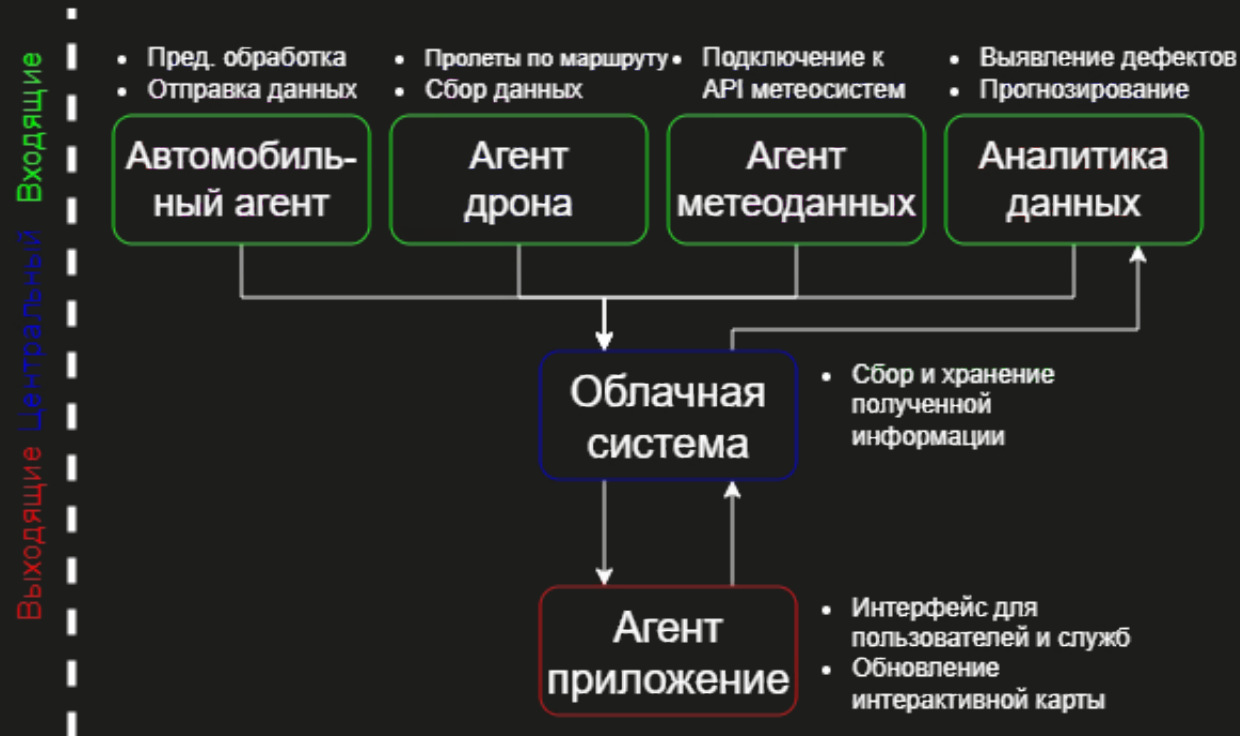 Входящие
Центральный
Выходящие
• Пред. обработка
• Отправка данных
Автомобиль-
ный агент
• Пролеты по маршруту
• Сбор данных
Агент
дрона
• Подключение к
API метеосистем
Агент
метеоданных
• Выявление дефектов
• Прогнозирование
Аналитика
данных
Облачная
система
• Сбор и хранение
полученной
информации
Агент
приложение
• Интерфейс для
пользователей и служб
• Обновление
интерактивной карты